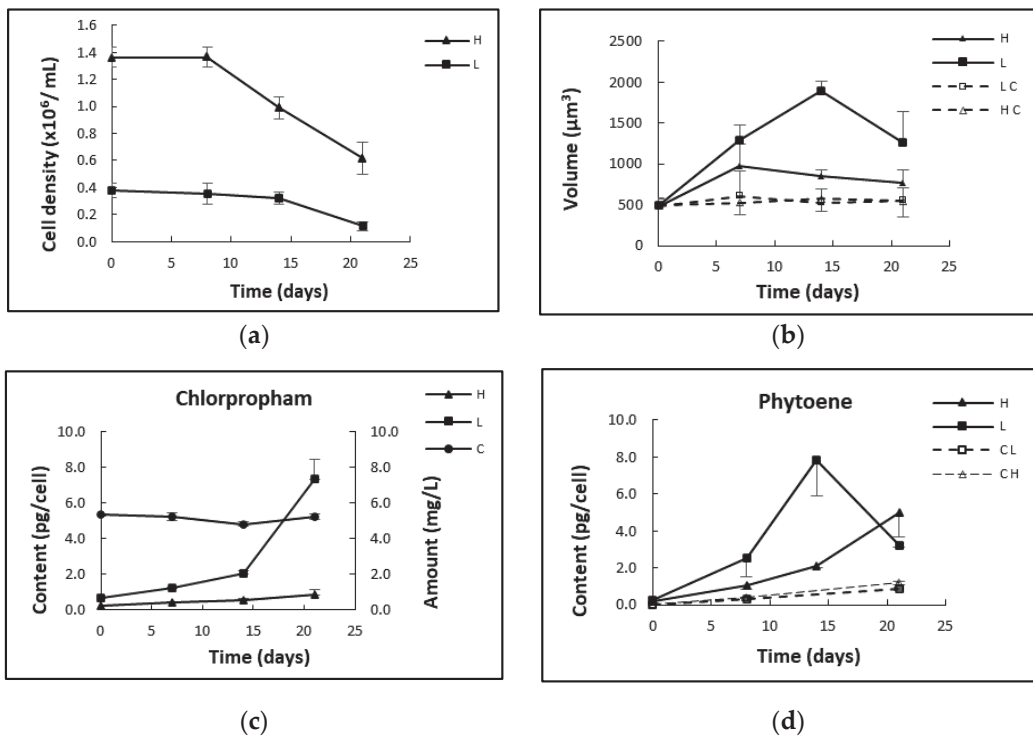 1.6
1.4
1.2
1.0
0.8
0.6
0.4
0.2
0.0
Cell density (x10⁶/ mL)
0 5 10 15 20 25
Time (days)
H
L
(a)
2500
2000
1500
1000
500
0
Volume (µm³)
0 5 10 15 20 25
Time (days)
H
L
L C
H C
(b)
Chlorpropham
10.0
8.0
6.0
4.0
2.0
0.0
Content (pg/cell)
10.0
8.0
6.0
4.0
2.0
0.0
Amount (mg/L)
0 5 10 15 20 25
Time (days)
H
L
C
(c)
Phytoene
10.0
8.0
6.0
4.0
2.0
0.0
Content (pg/cell)
0 5 10 15 20 25
Time (days)
H
L
C L
C H
(d)